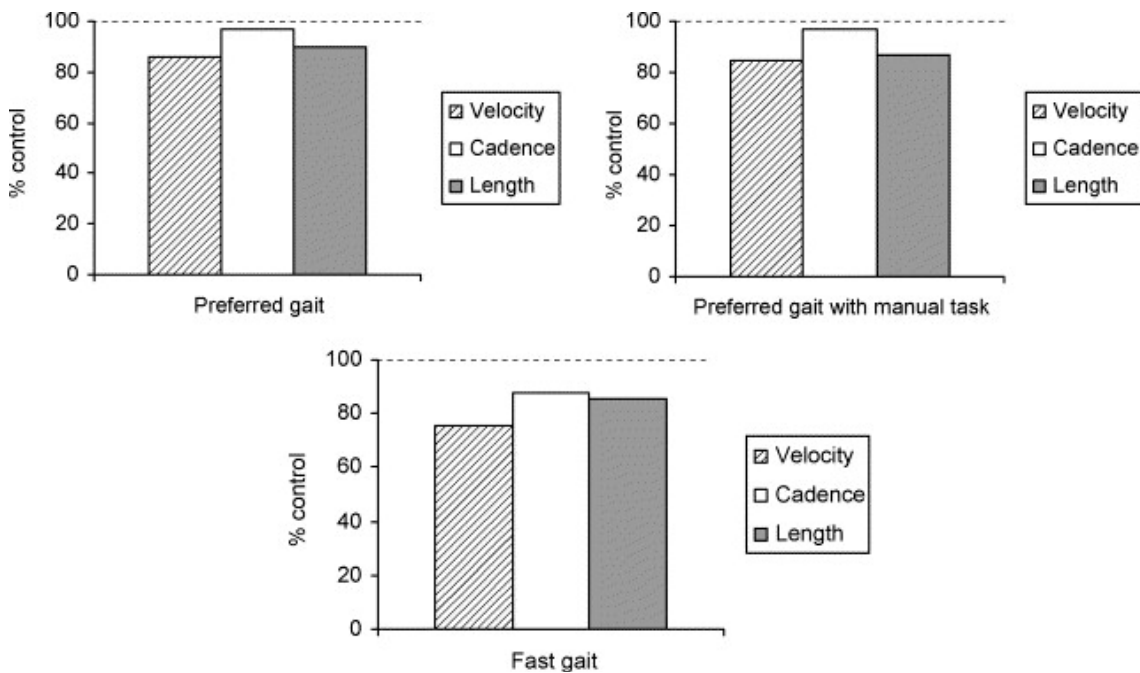 100
80
60
40
20
0
% control
Velocity
Cadence
Length
Preferred gait
100
80
60
40
20
0
% control
Velocity
Cadence
Length
Preferred gait with manual task
100
80
60
40
20
0
% control
Velocity
Cadence
Length
Fast gait